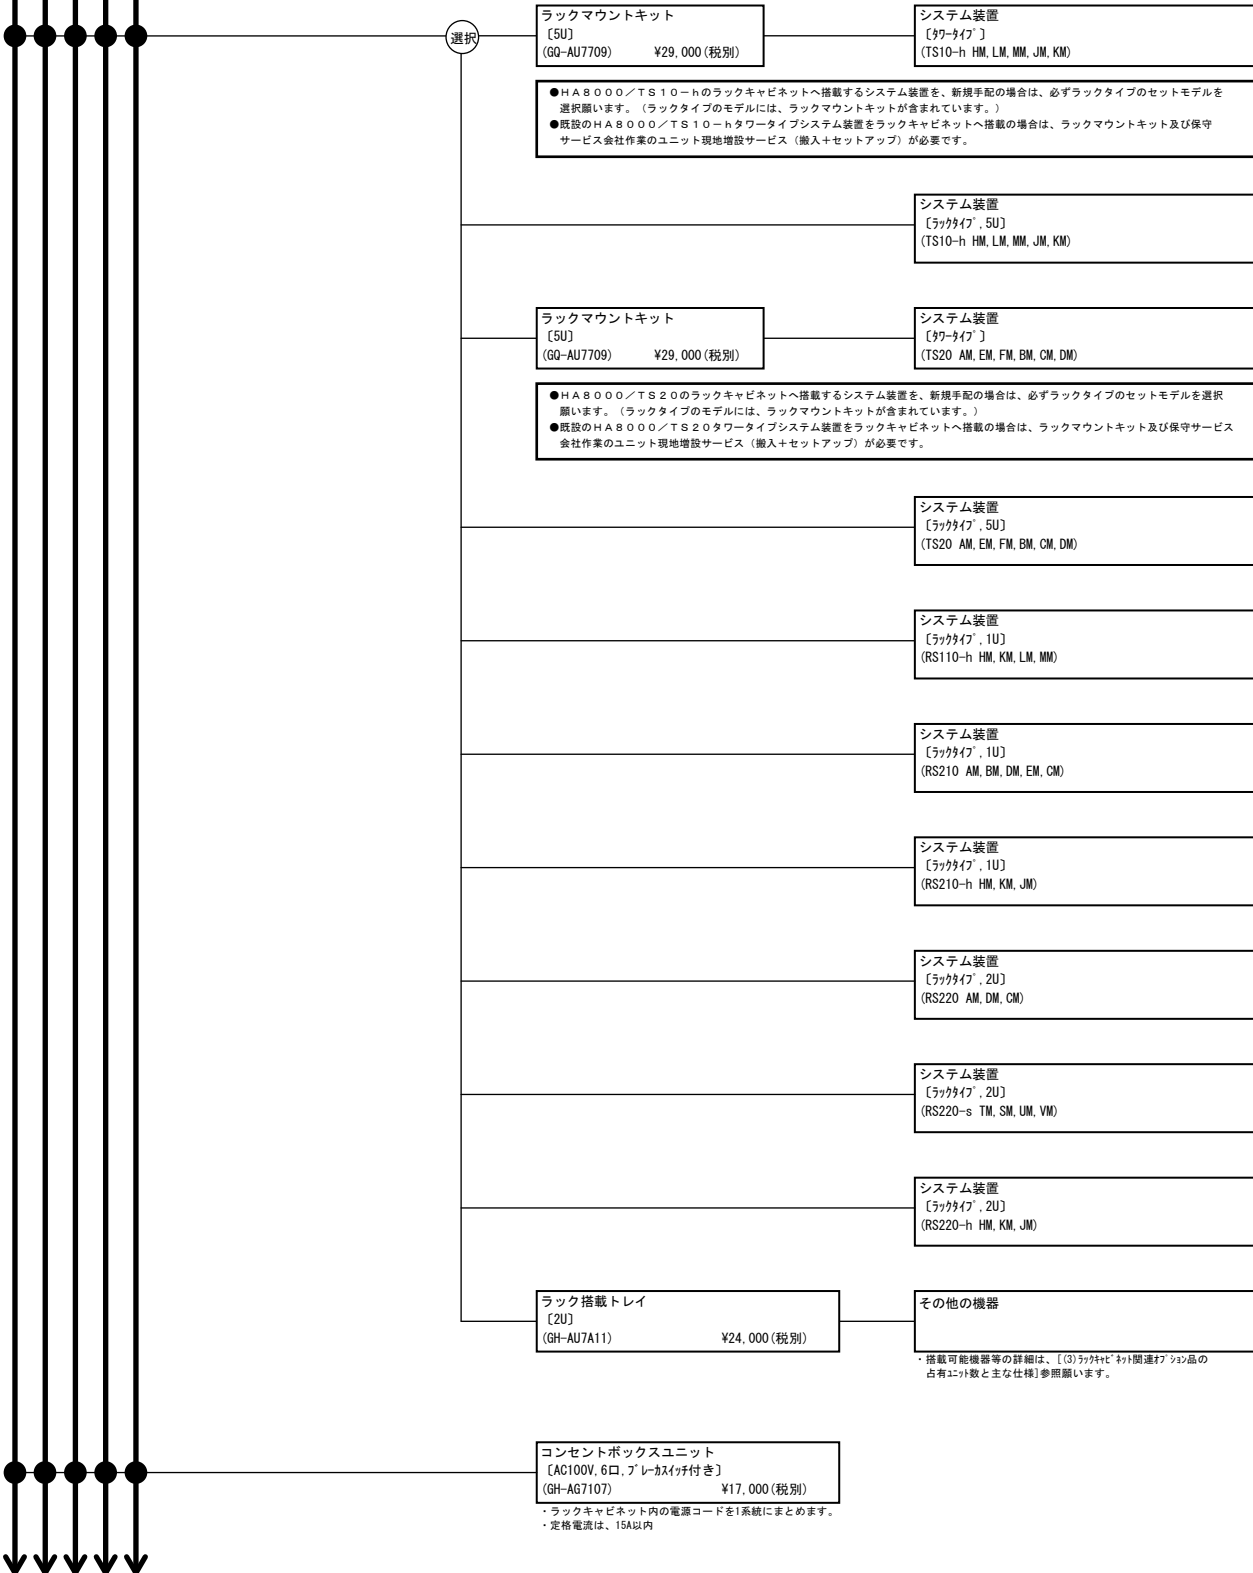 選択
ラックマウントキット
〔5U〕
(GQ-AU7709) ¥29,000(税別)
システム装置
〔ﾀﾜｰﾀｲﾌﾟ〕
(TS10-h HM,LM,MM,JM,KM)
●HA8000/TS10-hのラックキャビネットへ搭載するシステム装置を、新規手配の場合は、必ずラックタイプのセットモデルを
選択願います。(ラックタイプのモデルには、ラックマウントキットが含まれています。)
●既設のHA8000/TS10-hタワータイプシステム装置をラックキャビネットへ搭載の場合は、ラックマウントキット及び保守
サービス会社作業のユニット現地増設サービス(搬入+セットアップ)が必要です。
システム装置
〔ﾗｯｸﾀｲﾌﾟ,5U〕
(TS10-h HM,LM,MM,JM,KM)
ラックマウントキット
〔5U〕
(GQ-AU7709) ¥29,000(税別)
システム装置
〔ﾀﾜｰﾀｲﾌﾟ〕
(TS20 AM,EM,FM,BM,CM,DM)
●HA8000/TS20のラックキャビネットへ搭載するシステム装置を、新規手配の場合は、必ずラックタイプのセットモデルを選択
願います。(ラックタイプのモデルには、ラックマウントキットが含まれています。)
●既設のHA8000/TS20タワータイプシステム装置をラックキャビネットへ搭載の場合は、ラックマウントキット及び保守サービス
会社作業のユニット現地増設サービス(搬入+セットアップ)が必要です。
システム装置
〔ﾗｯｸﾀｲﾌﾟ,5U〕
(TS20 AM,EM,FM,BM,CM,DM)
システム装置
〔ﾗｯｸﾀｲﾌﾟ,1U〕
(RS110-h HM,KM,LM,MM)
システム装置
〔ﾗｯｸﾀｲﾌﾟ,1U〕
(RS210 AM,BM,DM,EM,CM)
システム装置
〔ﾗｯｸﾀｲﾌﾟ,1U〕
(RS210-h HM,KM,JM)
システム装置
〔ﾗｯｸﾀｲﾌﾟ,2U〕
(RS220 AM,DM,CM)
システム装置
〔ﾗｯｸﾀｲﾌﾟ,2U〕
(RS220-s TM,SM,UM,VM)
システム装置
〔ﾗｯｸﾀｲﾌﾟ,2U〕
(RS220-h HM,KM,JM)
ラック搭載トレイ
〔2U〕
(GH-AU7A11) ¥24,000(税別)
その他の機器
・搭載可能機器等の詳細は、[(3)ﾗｯｸｷｬﾋﾞﾈｯﾄ関連ｵﾌﾟｼｮﾝ品の
占有ﾕﾆｯﾄ数と主な仕様]参照願います。
コンセントボックスユニット
〔AC100V,6口,ﾌﾞﾚｰｶｽｲｯﾁ付き〕
(GH-AG7107) ¥17,000(税別)
・ラックキャビネット内の電源コードを1系統にまとめます。
・定格電流は、15A以内